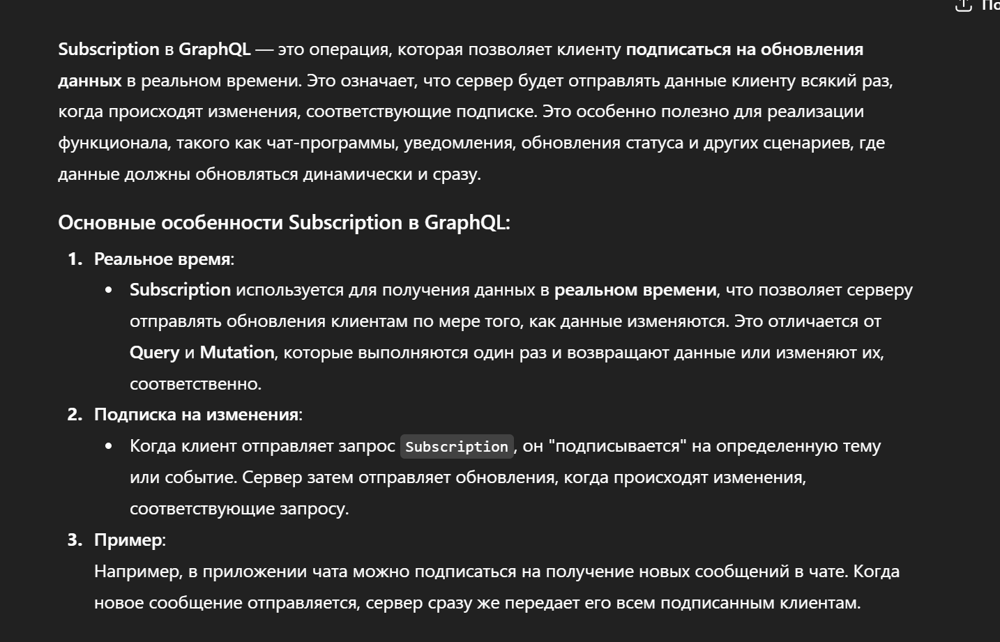 Subscription в GraphQL — это операция, которая позволяет клиенту подписаться на обновления
данных в реальном времени. Это означает, что сервер будет отправлять данные клиенту всякий раз,
когда происходят изменения, соответствующие подписке. Это особенно полезно для реализации
функционала, такого как чат-программы, уведомления, обновления статуса и других сценариев, где
данные должны обновляться динамически и сразу.
Основные особенности Subscription в GraphQL:
1. Реальное время:
• Subscription используется для получения данных в реальном времени, что позволяет серверу
отправлять обновления клиентам по мере того, как данные изменяются. Это отличается от
Query и Mutation, которые выполняются один раз и возвращают данные или изменяют их,
соответственно.
2. Подписка на изменения:
• Когда клиент отправляет запрос Subscription, он "подписывается" на определенную тему
или событие. Сервер затем отправляет обновления, когда происходят изменения,
соответствующие запросу.
3. Пример:
Например, в приложении чата можно подписаться на получение новых сообщений в чате. Когда
новое сообщение отправляется, сервер сразу же передает его всем подписанным клиентам.